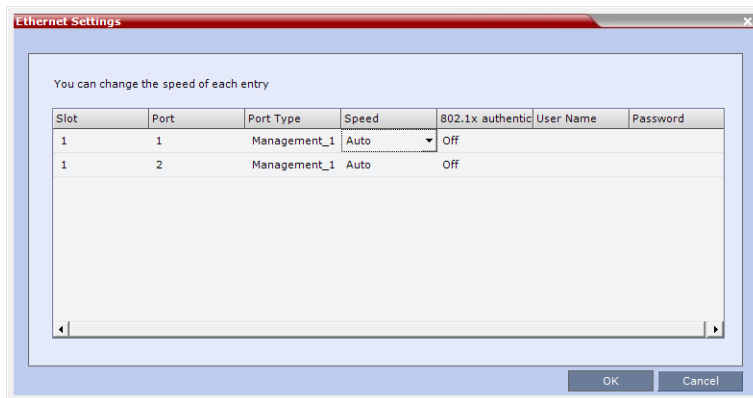 Ethernet Settings
You can change the speed of each entry
Slot Port Port Type Speed 802.1x authentic User Name Password
1 1 Management_1 Auto Off
1 2 Management_1 Auto Off
OK Cancel